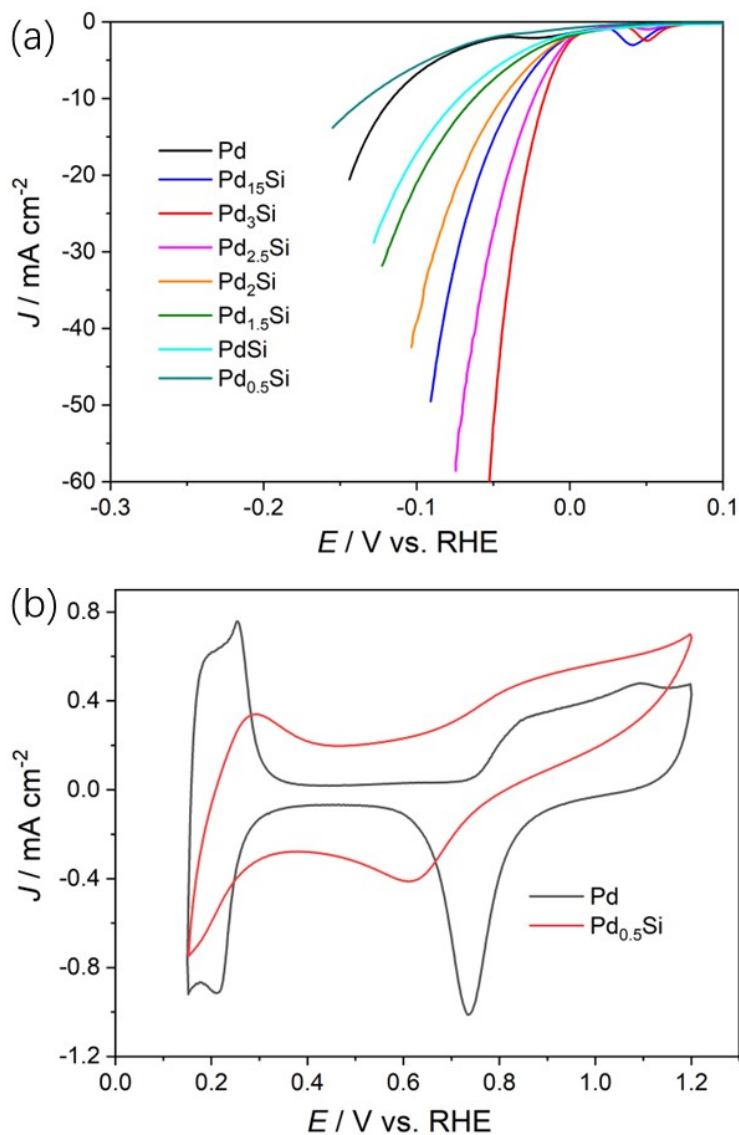 (a)
0
-10
-20
-30
-40
-50
-60
J / mA cm⁻²
Pd
Pd₁₅Si
Pd₃Si
Pd₂.₅Si
Pd₂Si
Pd₁.₅Si
PdSi
Pd₀.₅Si
-0.3 -0.2 -0.1 0.0 0.1
E / V vs. RHE
(b)
0.8
0.4
0.0
-0.4
-0.8
-1.2
J / mA cm⁻²
Pd
Pd₀.₅Si
0.0 0.2 0.4 0.6 0.8 1.0 1.2
E / V vs. RHE